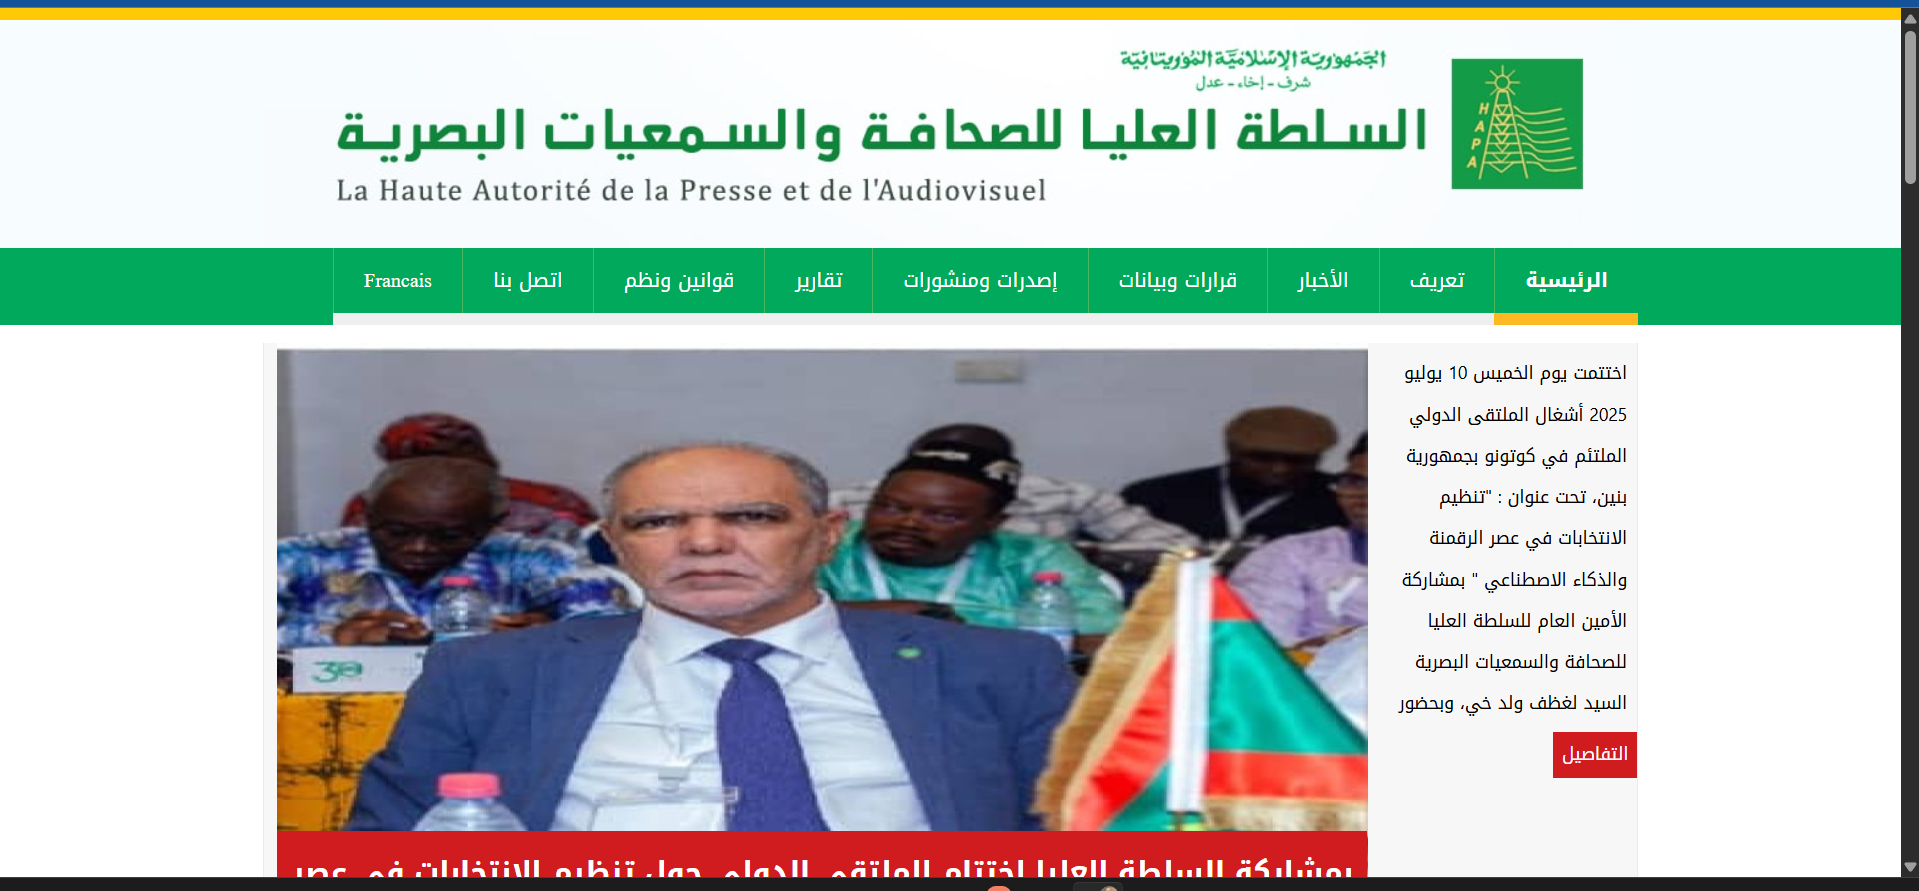 الجمهورية الإسلامية الموريتانية
شرف - إخاء - عدل
السلطة العليا للصحافة والسمعيات البصرية
La Haute Autorité de la Presse et de l'Audiovisuel
HAPA
الرئيسية
تعريف
الأخبار
قرارات وبيانات
إصدرات ومنشورات
تقارير
قوانين ونظم
اتصل بنا
Francais
اختتمت يوم الخميس 10 يوليو
2025 أشغال الملتقى الدولي
الملتئم في كوتونو بجمهورية
بنين، تحت عنوان : "تنظيم
الانتخابات في عصر الرقمنة
والذكاء الاصطناعي " بمشاركة
الأمين العام للسلطة العليا
للصحافة والسمعيات البصرية
السيد لغظف ولد خي، وبحضور
التفاصيل
30
بمشاركة السلطة العليا اختتام الملتقى الدولي حول تنظيم الانتخابات في عصر